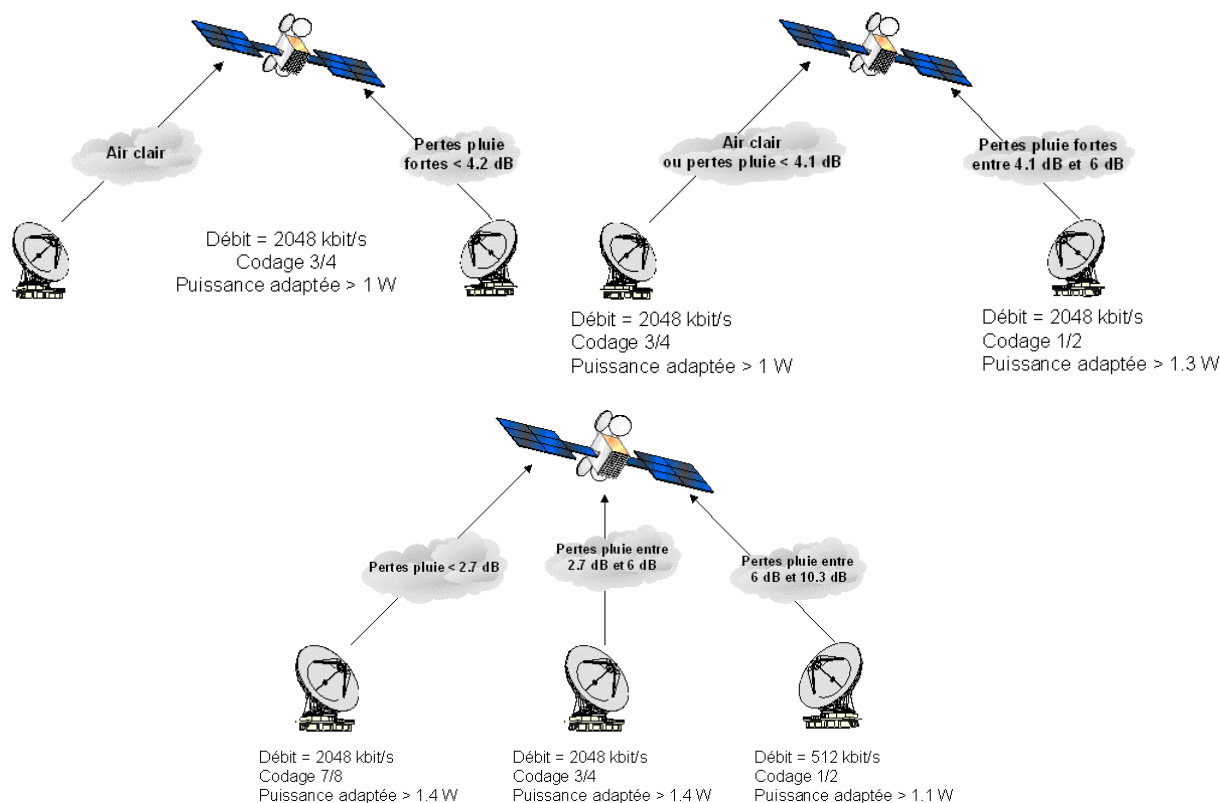 Air clair
Pertes pluie
fortes < 4.2 dB
Débit = 2048 kbit/s
Codage 3/4
Puissance adaptée > 1 W
Air clair
ou pertes pluie < 4.1 dB
Pertes pluie fortes
entre 4.1 dB et 6 dB
Débit = 2048 kbit/s
Codage 3/4
Puissance adaptée > 1 W
Débit = 2048 kbit/s
Codage 1/2
Puissance adaptée > 1.3 W
Pertes pluie < 2.7 dB
Pertes pluie entre
2.7 dB et 6 dB
Pertes pluie entre
6 dB et 10.3 dB
Débit = 2048 kbit/s
Codage 7/8
Puissance adaptée > 1.4 W
Débit = 2048 kbit/s
Codage 3/4
Puissance adaptée > 1.4 W
Débit = 512 kbit/s
Codage 1/2
Puissance adaptée > 1.1 W